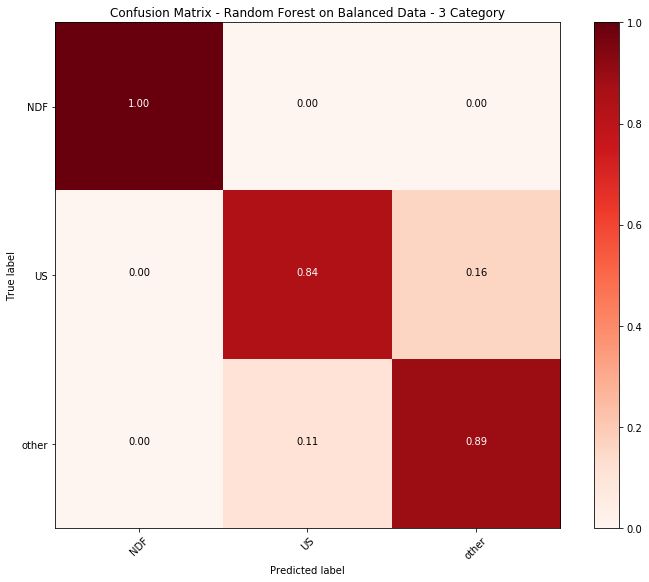 Confusion Matrix - Random Forest on Balanced Data - 3 Category
NDF
1.00
0.00
0.00
US
0.00
0.84
0.16
other
0.00
0.11
0.89
True label
NDF
US
other
Predicted label
1.0
0.8
0.6
0.4
0.2
0.0